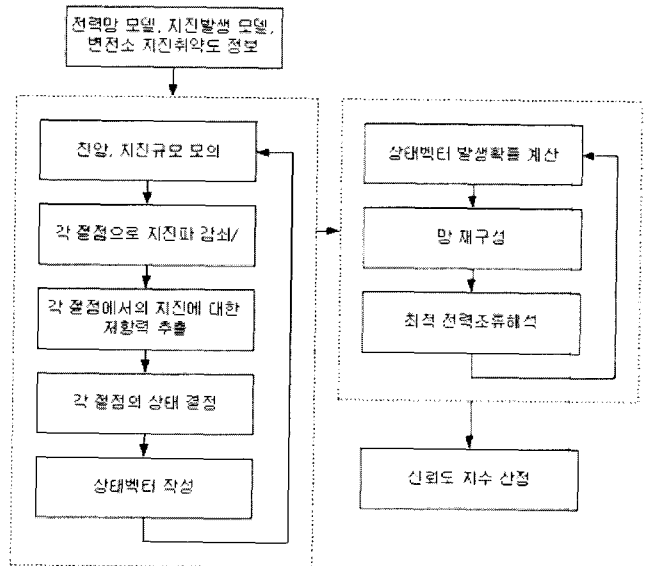 전력망 모델, 지진발생 모델,
변전소 지진취약도 정보
진앙, 지진규모 모의
각 절점으로 지진파 감쇠/
각 절점에서의 지진에 대한
저항력 추출
각 절점의 상태 결정
상태벡터 작성
상태벡터 발생확률 계산
망 재구성
최적 전력조류해석
신뢰도 지수 산정